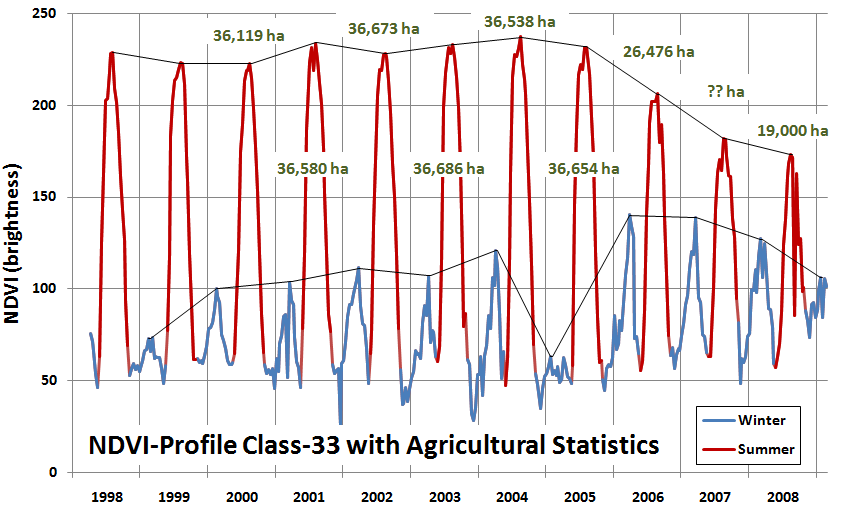 250
200
150
100
50
0
NDVI (brightness)
36,119 ha
36,673 ha
36,538 ha
26,476 ha
?? ha
19,000 ha
36,580 ha
36,686 ha
36,654 ha
Winter
Summer
NDVI-Profile Class-33 with Agricultural Statistics
1998 1999 2000 2001 2002 2003 2004 2005 2006 2007 2008